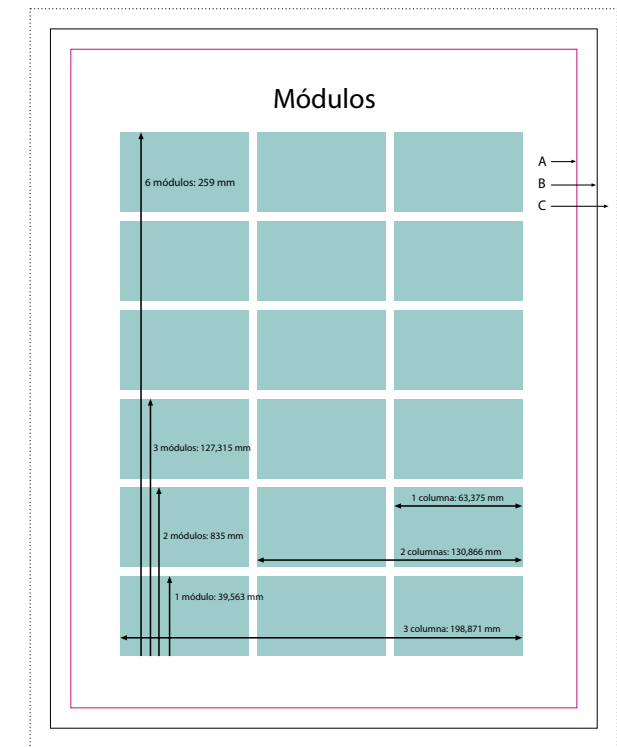 Módulos
A
6 módulos: 259 mm
B
C
3 módulos: 127,315 mm
1 columna: 63,375 mm
2 módulos: 835 mm
2 columnas: 130,866 mm
1 módulo: 39,563 mm
3 columna: 198,871 mm